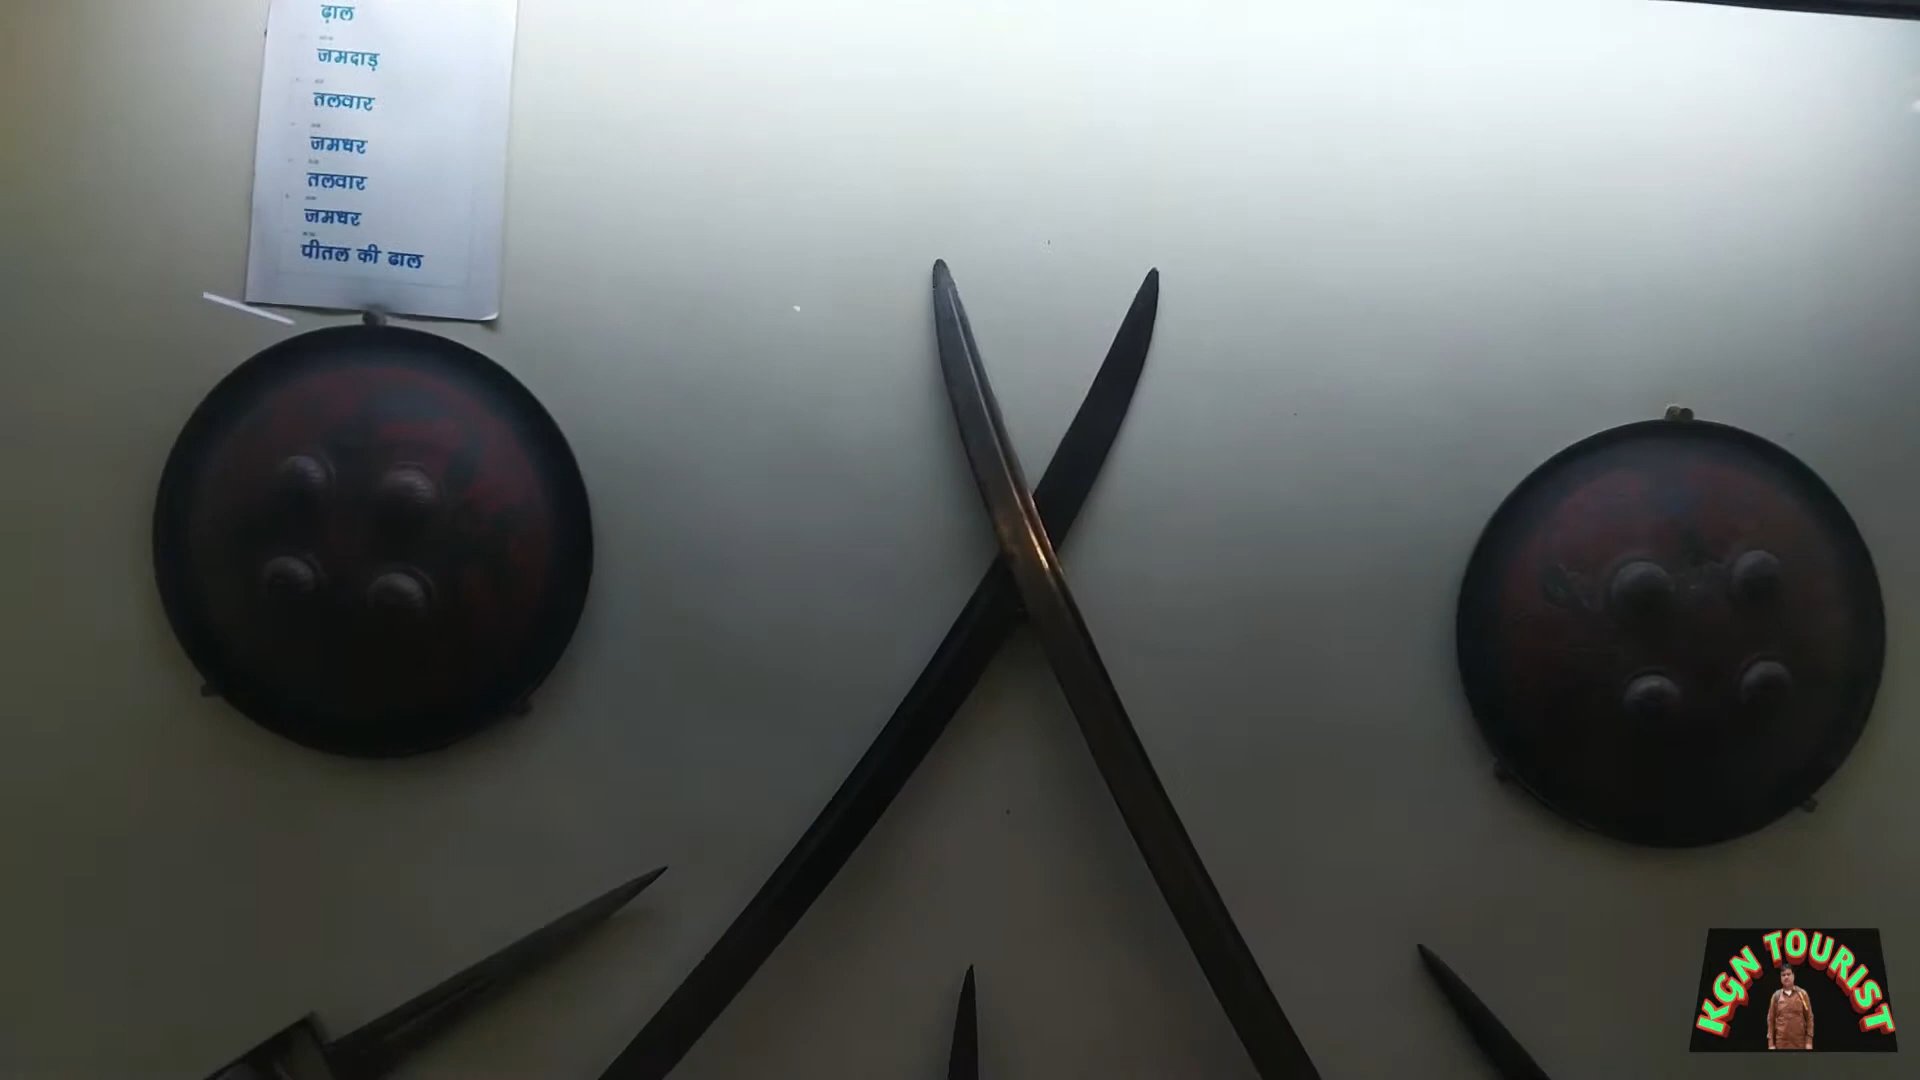 ढ़ाल
जमदाड़
तलवार
जमधर
तलवार
जमधर
पीतल की ढाल
KGN TOURIST